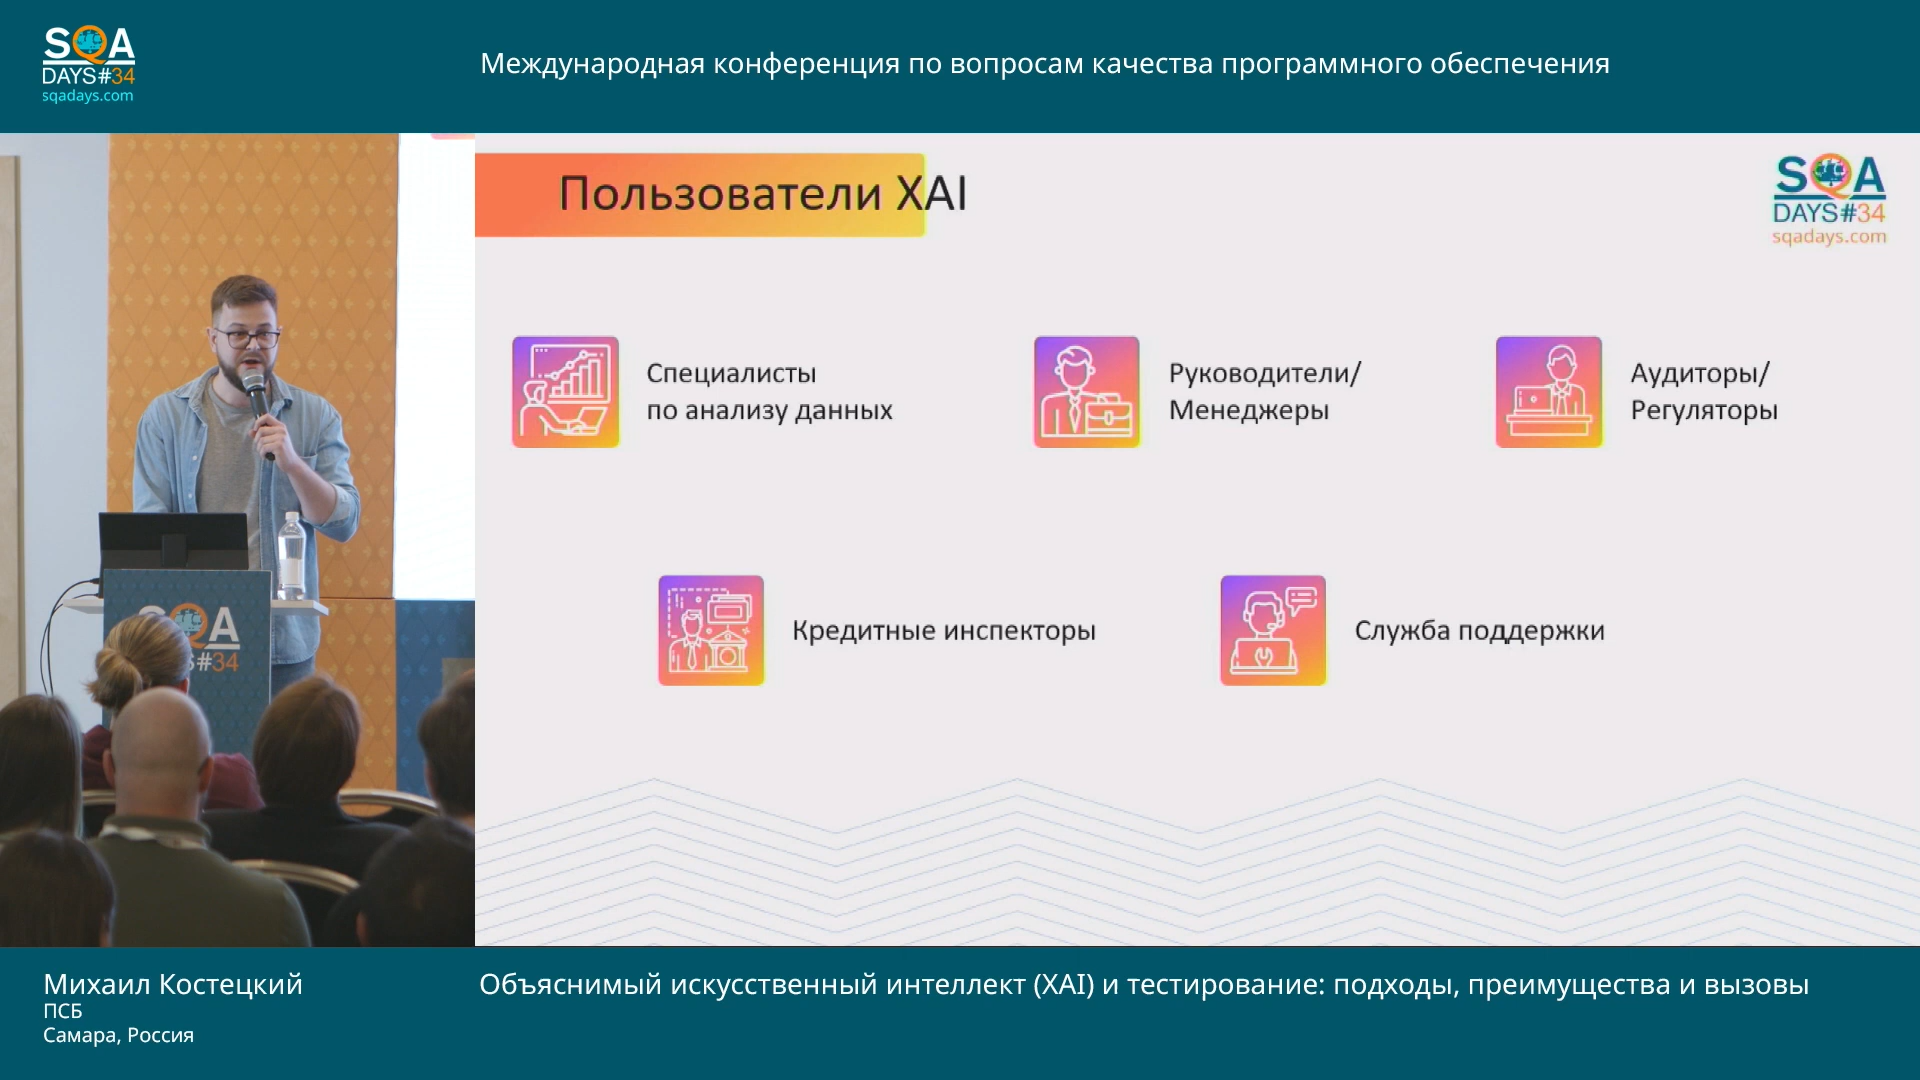 SQA
DAYS#34
sqadays.com
Международная конференция по вопросам качества программного обеспечения
Пользователи XAI
SQA
DAYS#34
sqadays.com
Специалисты
по анализу данных
Руководители/
Менеджеры
Аудиторы/
Регуляторы
Кредитные инспекторы
Служба поддержки
SQA
S#34
Михаил Костецкий
ПСБ
Самара, Россия
Объяснимый искусственный интеллект (XAI) и тестирование: подходы, преимущества и вызовы